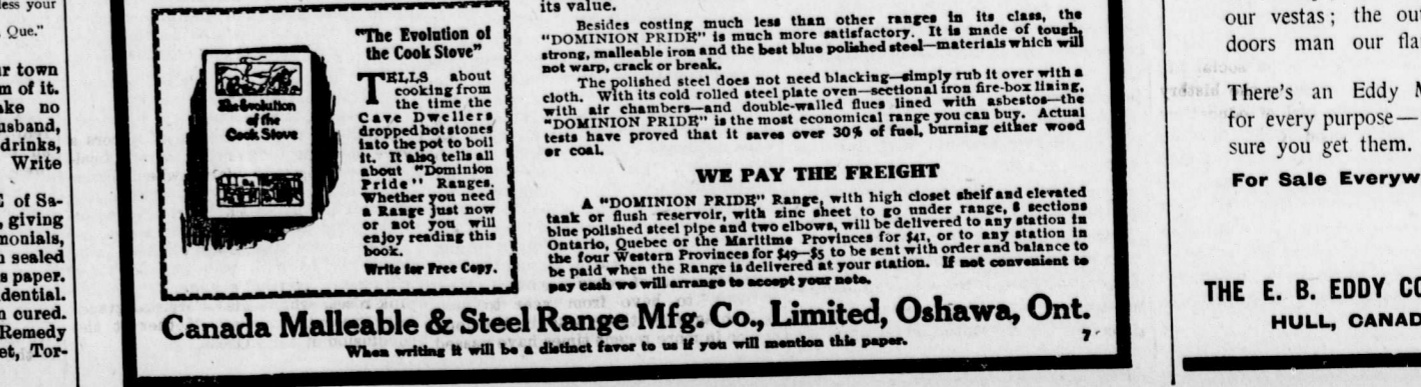 less your
Que."
r town
m of it.
ake no
usband,
drinks,
Write
of Sa-
, giving
monials,
n sealed
s paper.
dential.
n cured.
Remedy
et, Tor-
"The Evolution of
the Cook Stove"
TELLS about
cooking from
the time the
Cave Dwellers
dropped hot stones
into the pot to boil
it. It also tells all
about "Dominion
Pride" Ranges.
Whether you need
a Range just now
or not you will
enjoy reading this
book.
Write for Free Copy.
The Evolution
of the
Cook Stove
its value.
Besides costing much less than other ranges in its class, the
"DOMINION PRIDE" is much more satisfactory. It is made of tough,
strong, malleable iron and the best blue polished steel—materials which will
not warp, crack or break.
The polished steel does not need blacking—simply rub it over with a
cloth. With its cold rolled steel plate oven—sectional iron fire-box lining,
with air chambers—and double-walled flues lined with asbestos—the
"DOMINION PRIDE" is the most economical range you can buy. Actual
tests have proved that it saves over 30% of fuel, burning either wood
or coal.
WE PAY THE FREIGHT
A "DOMINION PRIDE" Range, with high closet shelf and elevated
tank or flush reservoir, with zinc sheet to go under range, 8 sections
blue polished steel pipe and two elbows, will be delivered to any station in
Ontario, Quebec or the Maritime Provinces for $41, or to any station in
the four Western Provinces for $49—$5 to be sent with order and balance to
be paid when the Range is delivered at your station. If not convenient to
pay cash we will arrange to accept your note.
Canada Malleable & Steel Range Mfg. Co., Limited, Oshawa, Ont.
When writing it will be a distinct favor to us if you will mention this paper.
7
our vestas; the ou
doors man our fla
There's an Eddy M
for every purpose—
sure you get them.
For Sale Everyw
THE E. B. EDDY CO
HULL, CANAD